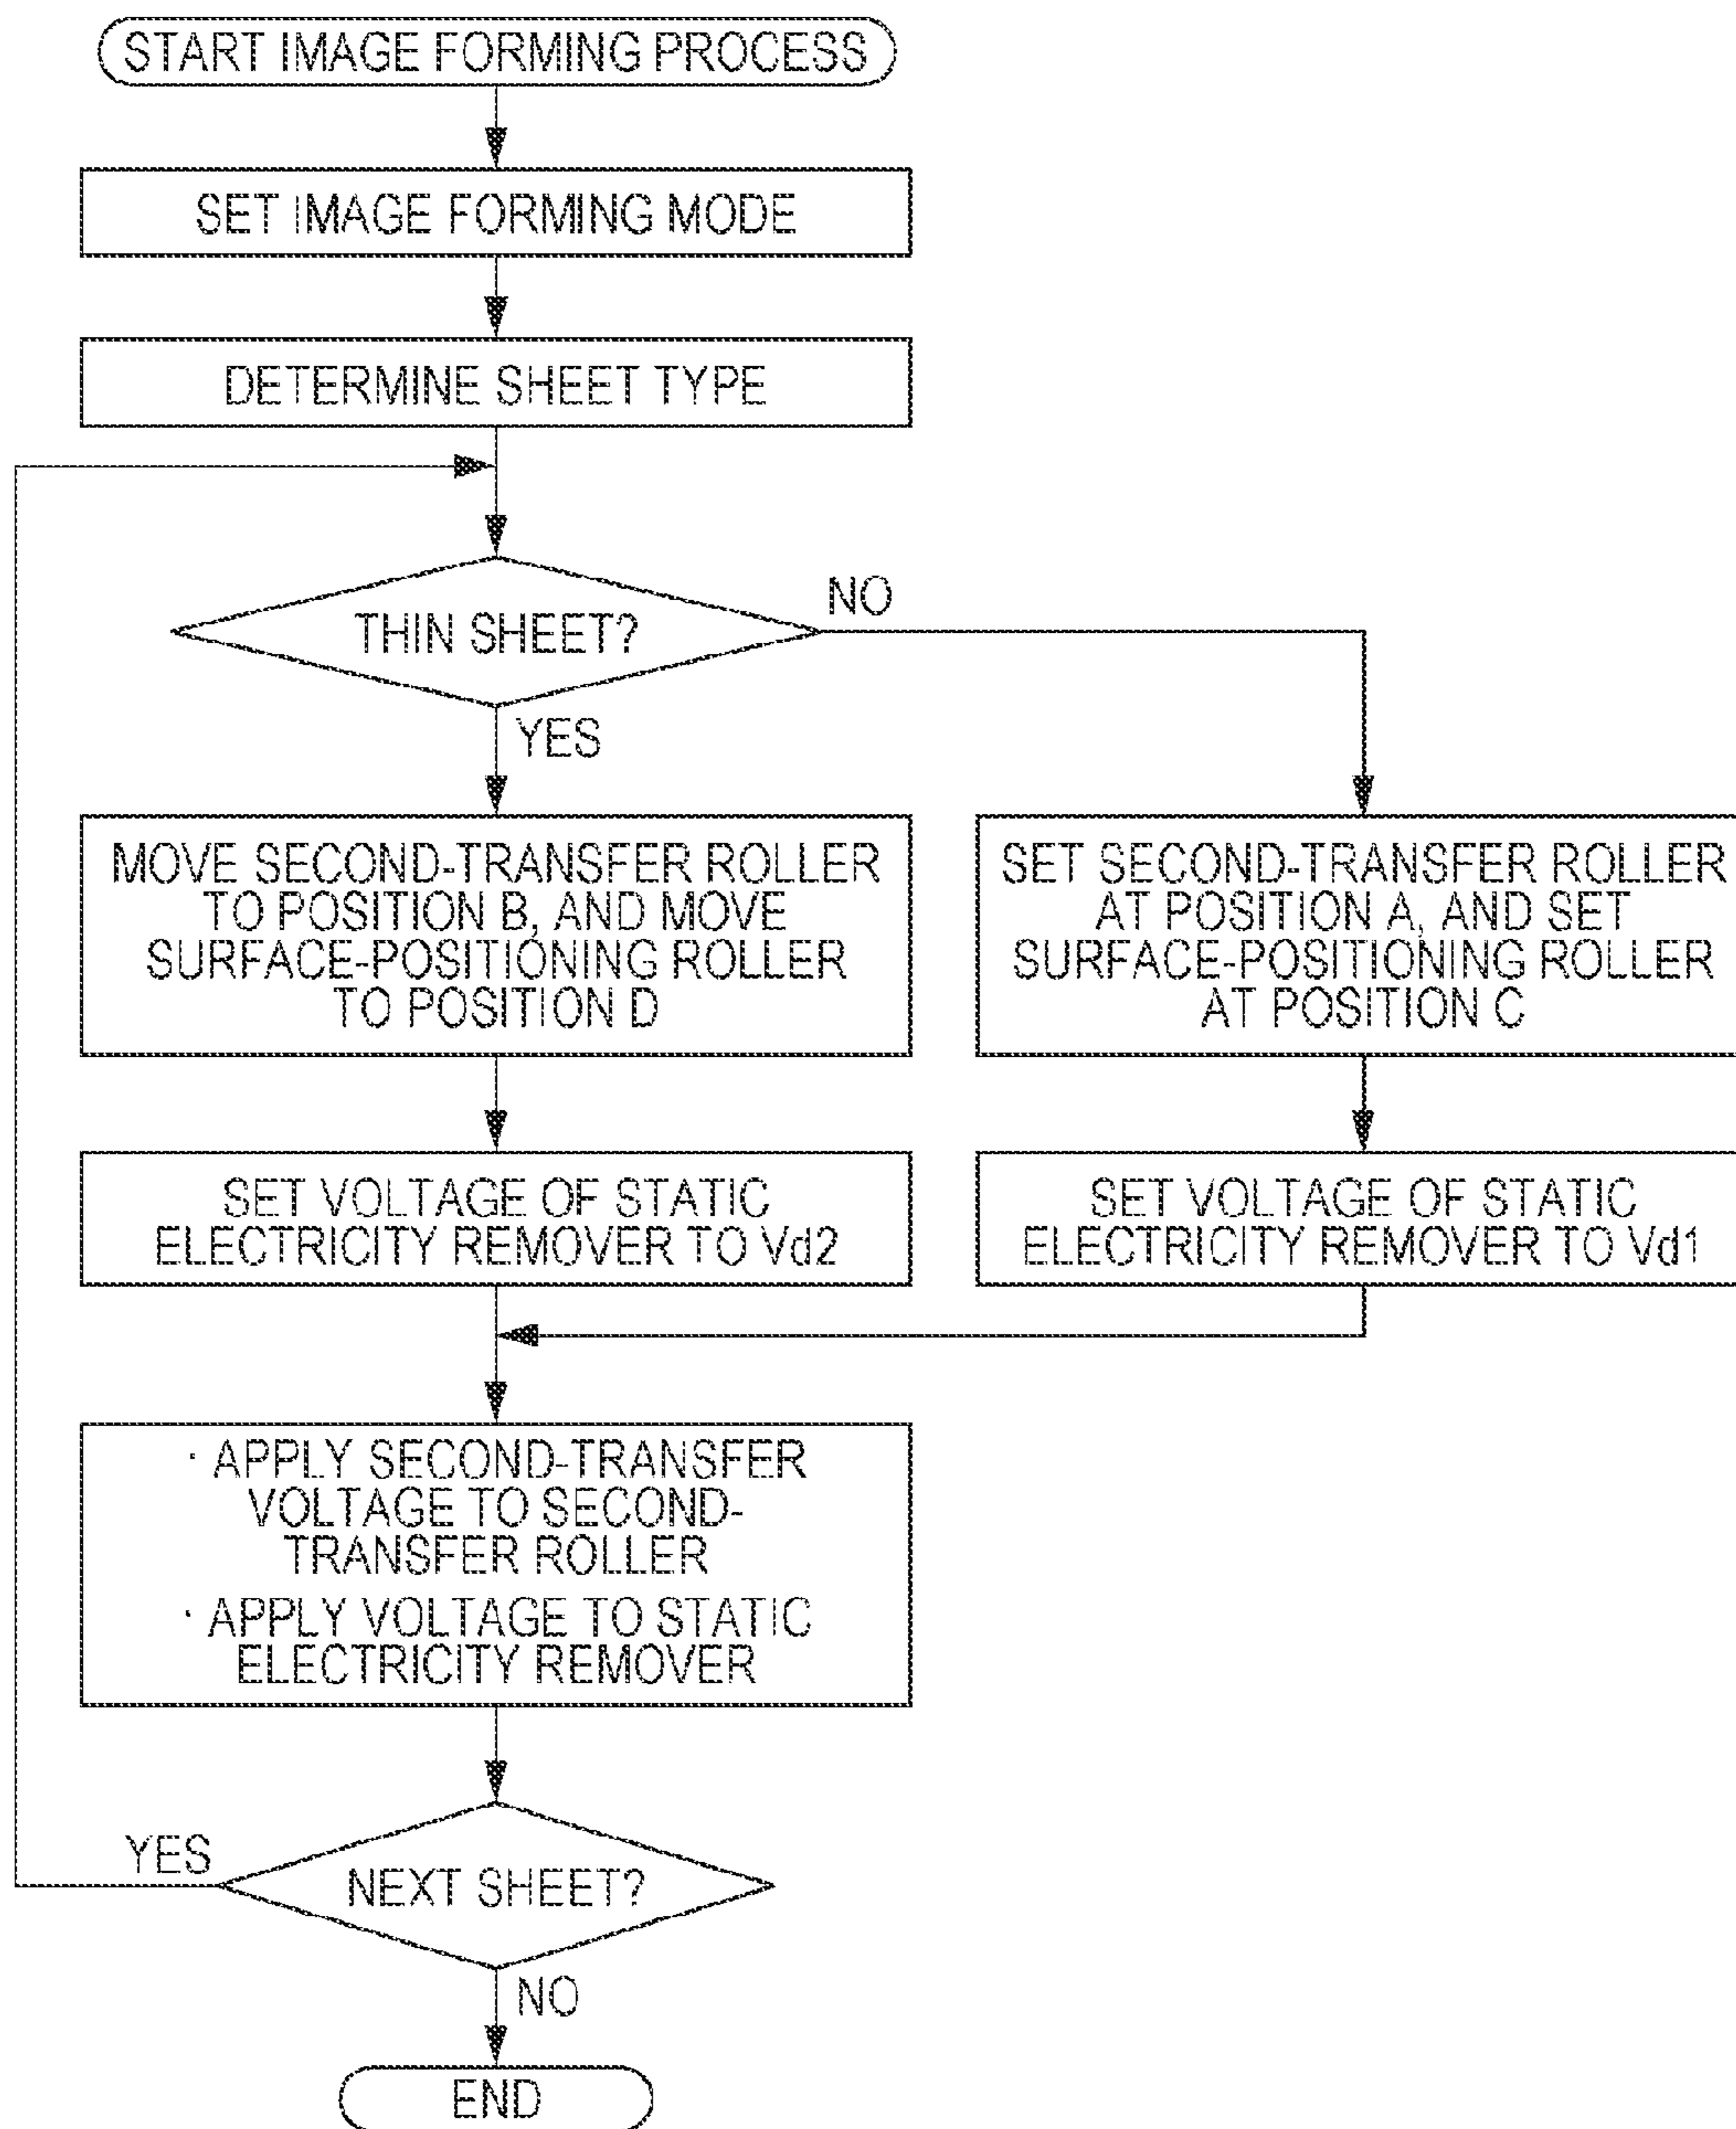 START IMAGE FORMING PROCESS
SET IMAGE FORMING MODE
DETERMINE SHEET TYPE
THIN SHEET?
NO
YES
MOVE SECOND-TRANSFER ROLLER
TO POSITION B, AND MOVE
SURFACE-POSITIONING ROLLER
TO POSITION D
SET SECOND-TRANSFER ROLLER
AT POSITION A, AND SET
SURFACE-POSITIONING ROLLER
AT POSITION C
SET VOLTAGE OF STATIC
ELECTRICITY REMOVER TO Vd2
SET VOLTAGE OF STATIC
ELECTRICITY REMOVER TO Vd1
· APPLY SECOND-TRANSFER
VOLTAGE TO SECOND-
TRANSFER ROLLER
· APPLY VOLTAGE TO STATIC
ELECTRICITY REMOVER
YES
NEXT SHEET?
NO
END